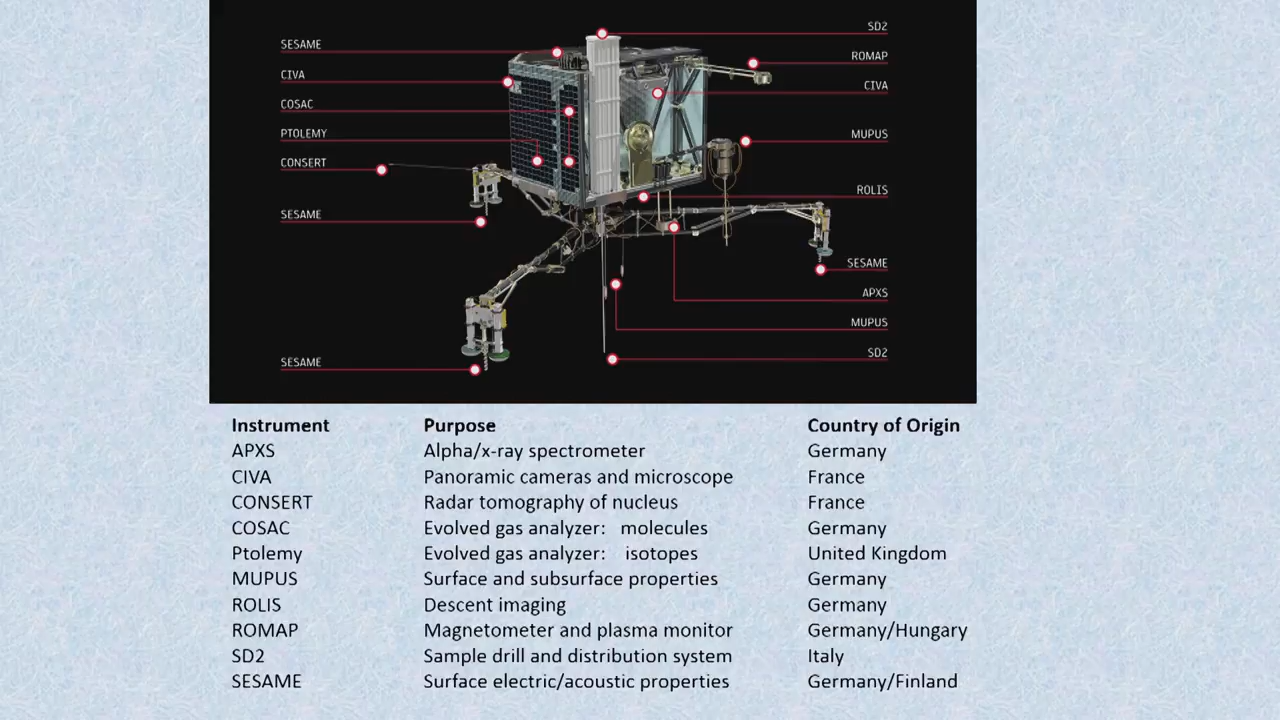 SESAME
CIVA
COSAC
PTOLEMY
CONSERT
SESAME
SESAME
SD2
ROMAP
CIVA
MUPUS
ROLIS
SESAME
APXS
MUPUS
SD2
Instrument Purpose Country of Origin
APXS Alpha/x-ray spectrometer Germany
CIVA Panoramic cameras and microscope France
CONSERT Radar tomography of nucleus France
COSAC Evolved gas analyzer: molecules Germany
Ptolemy Evolved gas analyzer: isotopes United Kingdom
MUPUS Surface and subsurface properties Germany
ROLIS Descent imaging Germany
ROMAP Magnetometer and plasma monitor Germany/Hungary
SD2 Sample drill and distribution system Italy
SESAME Surface electric/acoustic properties Germany/Finland